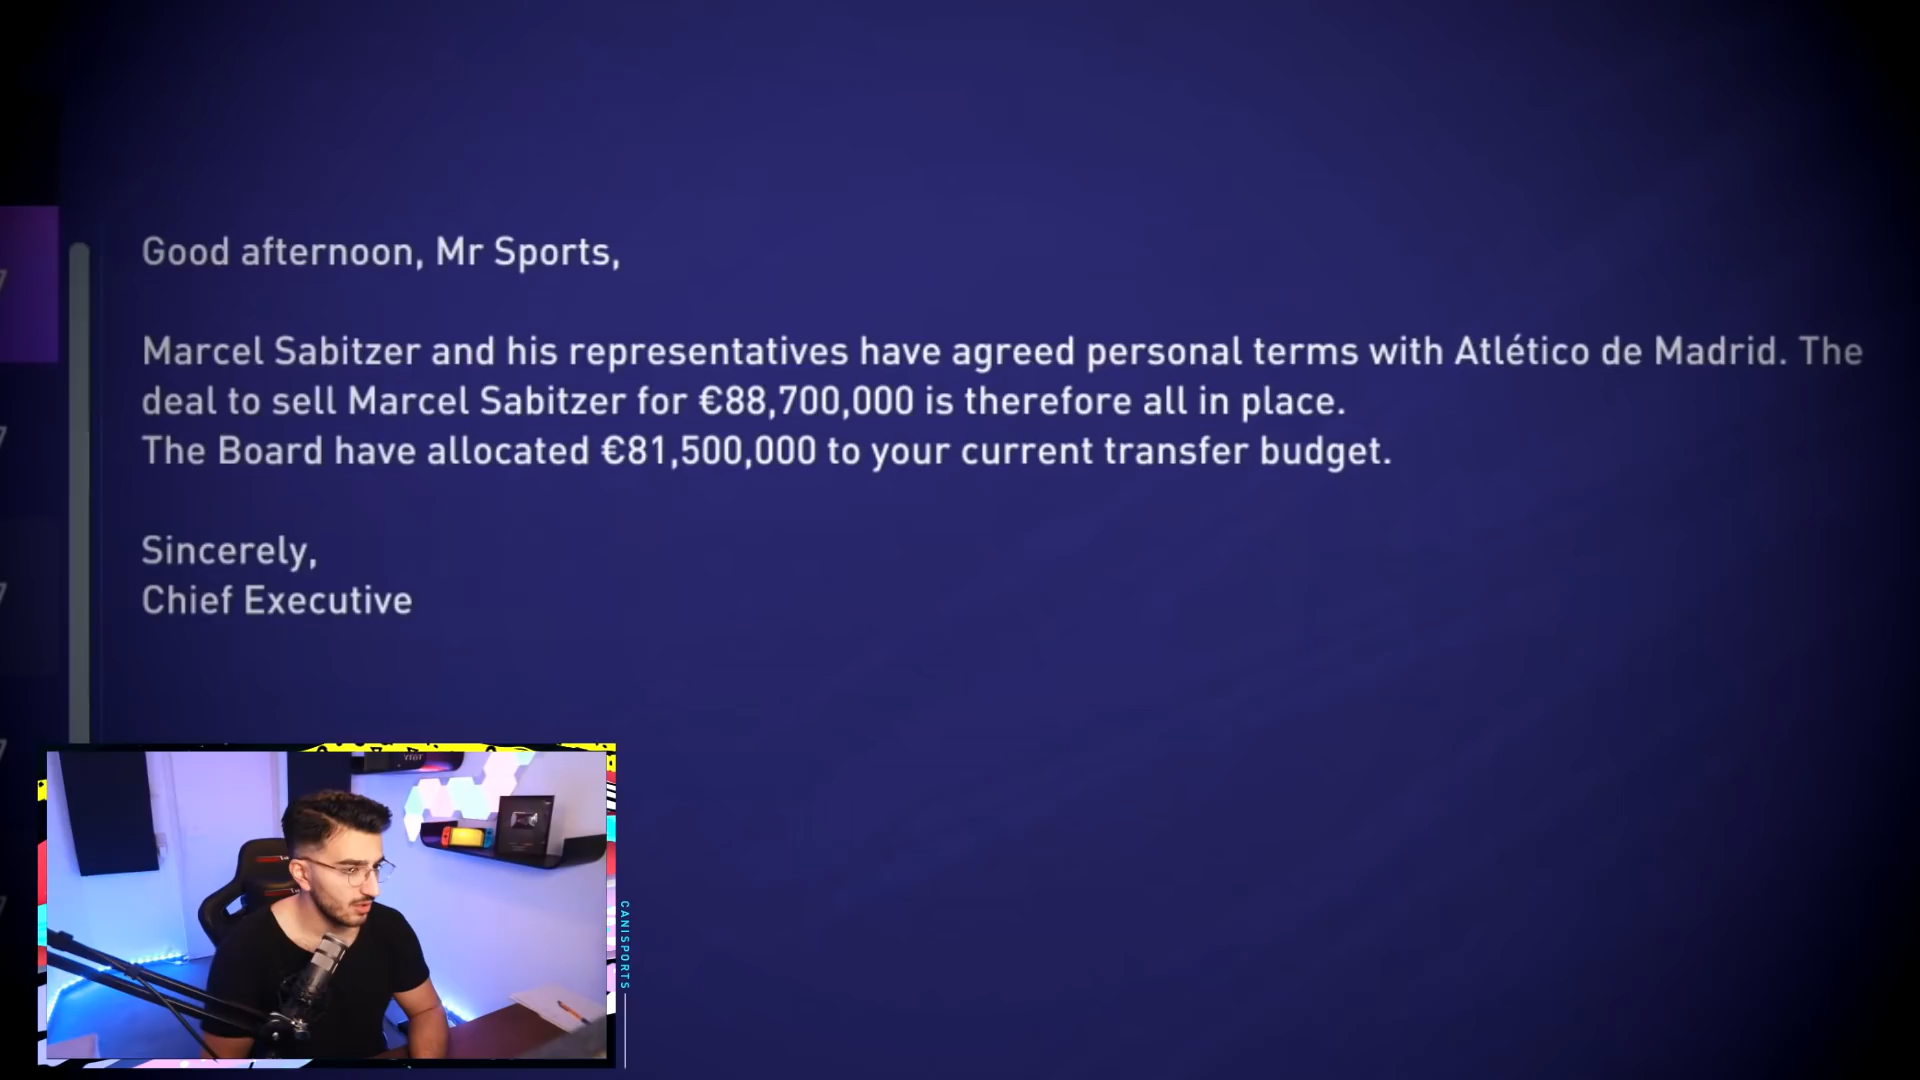 Good afternoon, Mr Sports,
Marcel Sabitzer and his representatives have agreed personal terms with Atlético de Madrid. The
deal to sell Marcel Sabitzer for €88,700,000 is therefore all in place.
The Board have allocated €81,500,000 to your current transfer budget.
Sincerely,
Chief Executive
CANISPORTS